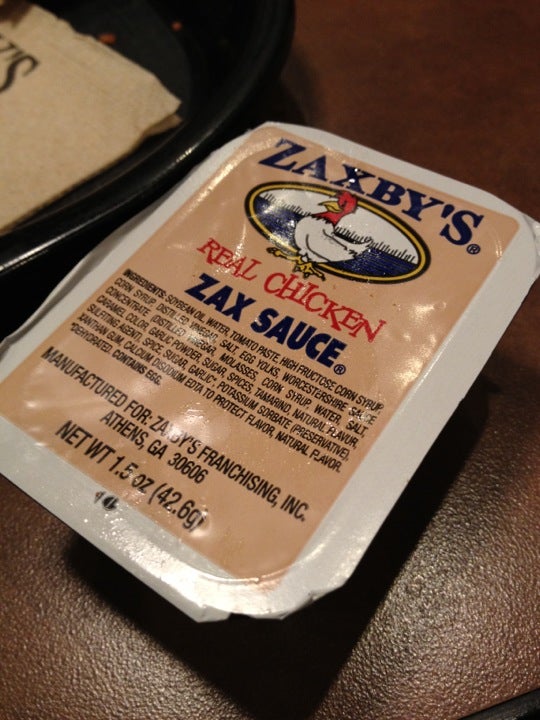 Y'S
ZAXBY'S®
REAL CHICKEN
ZAX SAUCE®
INGREDIENTS: SOYBEAN OIL, WATER, TOMATO PASTE, HIGH FRUCTOSE CORN SYRUP,
CORN SYRUP, DISTILLED VINEGAR, SALT, EGG YOLKS, WORCESTERSHIRE SAUCE
CONCENTRATE DISTILLED VINEGAR, MOLASSES, CORN SYRUP, WATER, SALT,
CARAMEL COLOR, GARLIC POWDER, SUGAR, SPICES, TAMARIND, NATURAL FLAVOR,
SULFITING AGENT), SPICE, SUGAR, GARLIC*, POTASSIUM SORBATE (PRESERVATIVE),
XANTHAN GUM, CALCIUM DISODIUM EDTA TO PROTECT FLAVOR, NATURAL FLAVOR.
*DEHYDRATED. CONTAINS EGG.
MANUFACTURED FOR: ZAXBY'S FRANCHISING, INC.
ATHENS, GA 30606
NET WT 1.5 oz (42.6g)